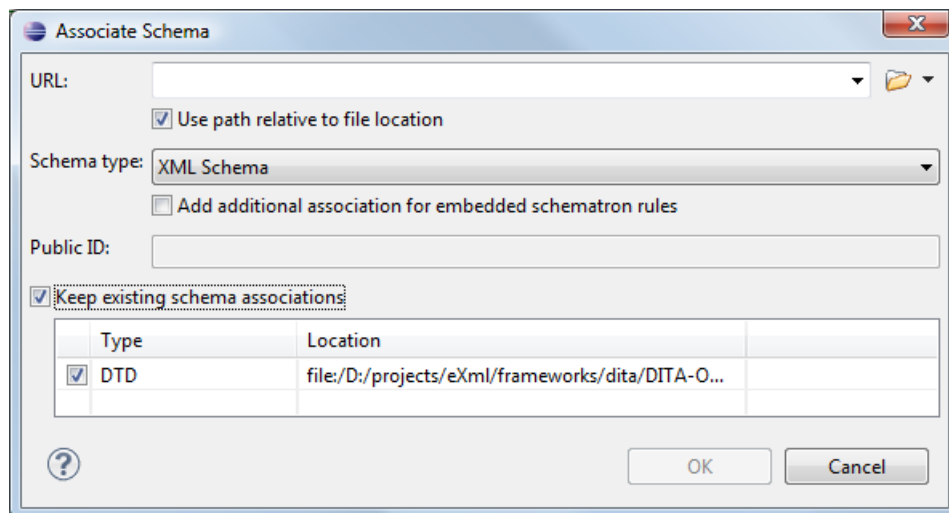 Associate Schema
URL:
Use path relative to file location
Schema type: XML Schema
Add additional association for embedded schematron rules
Public ID:
Keep existing schema associations
Type Location
DTD file:/D:/projects/eXml/frameworks/dita/DITA-O...
? OK Cancel